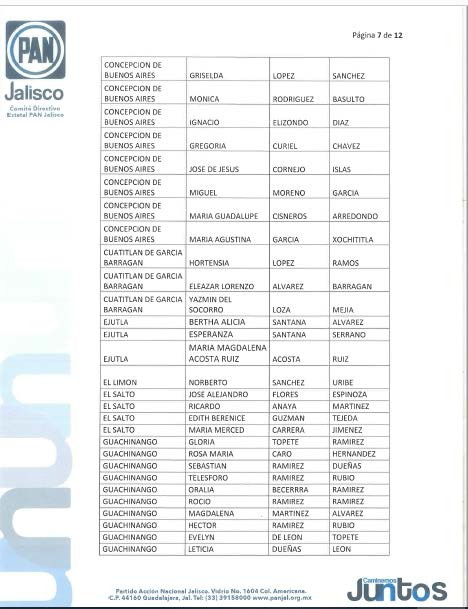 Página 7 de 12
PAN
Jalisco
Comité Directivo
Estatal PAN Jalisco
CONCEPCION DE
BUENOS AIRES GRISELDA LOPEZ SANCHEZ
CONCEPCION DE
BUENOS AIRES MONICA RODRIGUEZ BASULTO
CONCEPCION DE
BUENOS AIRES IGNACIO ELIZONDO DIAZ
CONCEPCION DE
BUENOS AIRES GREGORIA CURIEL CHAVEZ
CONCEPCION DE
BUENOS AIRES JOSE DE JESUS CORNEJO ISLAS
CONCEPCION DE
BUENOS AIRES MIGUEL MORENO GARCIA
CONCEPCION DE
BUENOS AIRES MARIA GUADALUPE CISNEROS ARREDONDO
CONCEPCION DE
BUENOS AIRES MARIA AGUSTINA GARCIA XOCHITITLA
CUATITLAN DE GARCIA
BARRAGAN HORTENSIA LOPEZ RAMOS
CUATITLAN DE GARCIA
BARRAGAN ELEAZAR LORENZO ALVAREZ BARRAGAN
CUATITLAN DE GARCIA YAZMIN DEL
BARRAGAN SOCORRO LOZA MEJIA
EJUTLA BERTHA ALICIA SANTANA ALVAREZ
EJUTLA ESPERANZA SANTANA SERRANO
MARIA MAGDALENA
EJUTLA ACOSTA RUIZ ACOSTA RUIZ
EL LIMON NORBERTO SANCHEZ URIBE
EL SALTO JOSE ALEJANDRO FLORES ESPINOZA
EL SALTO RICARDO ANAYA MARTINEZ
EL SALTO EDITH BERENICE GUZMAN TEJEDA
EL SALTO MARIA MERCED CARRERA JIMENEZ
GUACHINANGO GLORIA TOPETE RAMIREZ
GUACHINANGO ROSA MARIA CARO HERNANDEZ
GUACHINANGO SEBASTIAN RAMIREZ DUEÑAS
GUACHINANGO TELESFORO RAMIREZ RUBIO
GUACHINANGO ORALIA BECERRRA RAMIREZ
GUACHINANGO ROCIO RAMIREZ RAMIREZ
GUACHINANGO MAGDALENA MARTINEZ ALVAREZ
GUACHINANGO HECTOR RAMIREZ RUBIO
GUACHINANGO EVELYN DE LEON TOPETE
GUACHINANGO LETICIA DUEÑAS LEON
Partido Acción Nacional Jalisco. Vidrio No. 1604 Col. Americana.
C.P. 44160 Guadalajara, Jal. Tel: (33) 39158000 www.panjal.org.mx
Caminemos
Juntos